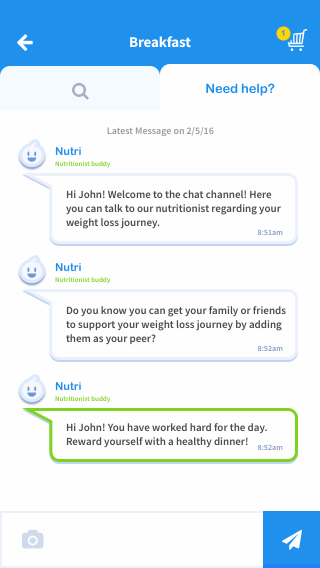 Breakfast
1
Need help?
Latest Message on 2/5/16
Nutri
Nutritionist buddy
Hi John! Welcome to the chat channel! Here
you can talk to our nutritionist regarding your
weight loss journey.
8:51am
Nutri
Nutritionist buddy
Do you know you can get your family or friends
to support your weight loss journey by adding
them as your peer?
8:52am
Nutri
Nutritionist buddy
Hi John! You have worked hard for the day.
Reward yourself with a healthy dinner!
8:52am